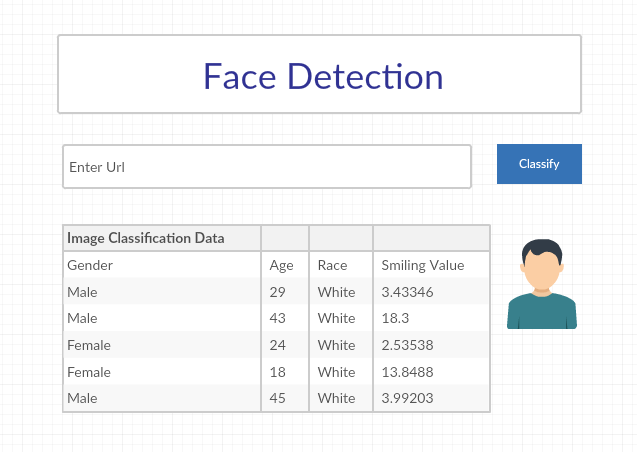 Face Detection
Enter Url
Classify
Image Classification Data
Gender Age Race Smiling Value
Male 29 White 3.43346
Male 43 White 18.3
Female 24 White 2.53538
Female 18 White 13.8488
Male 45 White 3.99203